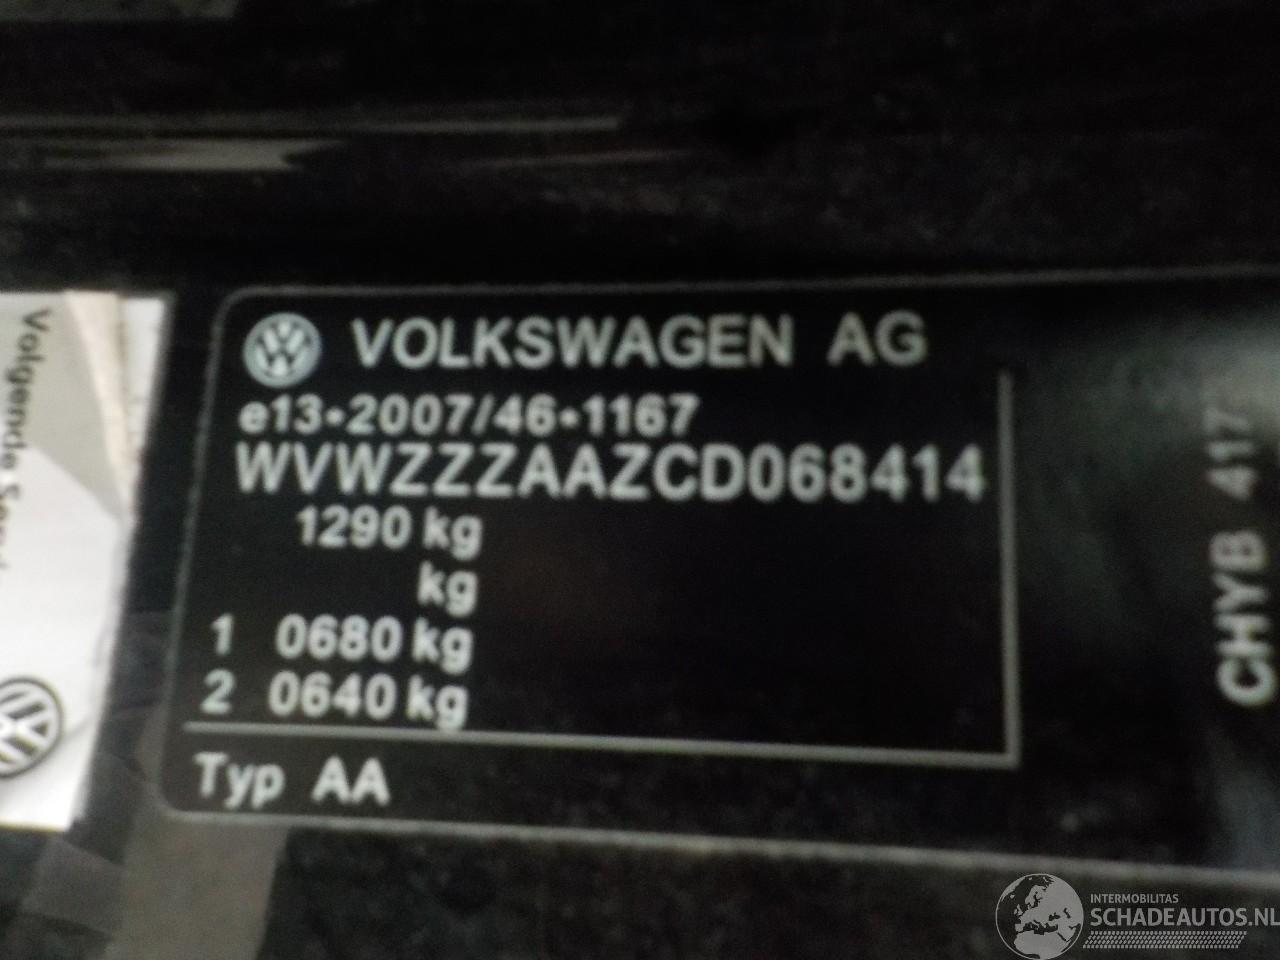 VOLKSWAGEN AG
e13*2007/46*1167
WVWZZZAAZCD068414
1290 kg
kg
1 0680 kg
2 0640 kg
Typ AA
CHYB 417
Volgende
INTERMOBILITAS
SCHADEAUTOS.NL